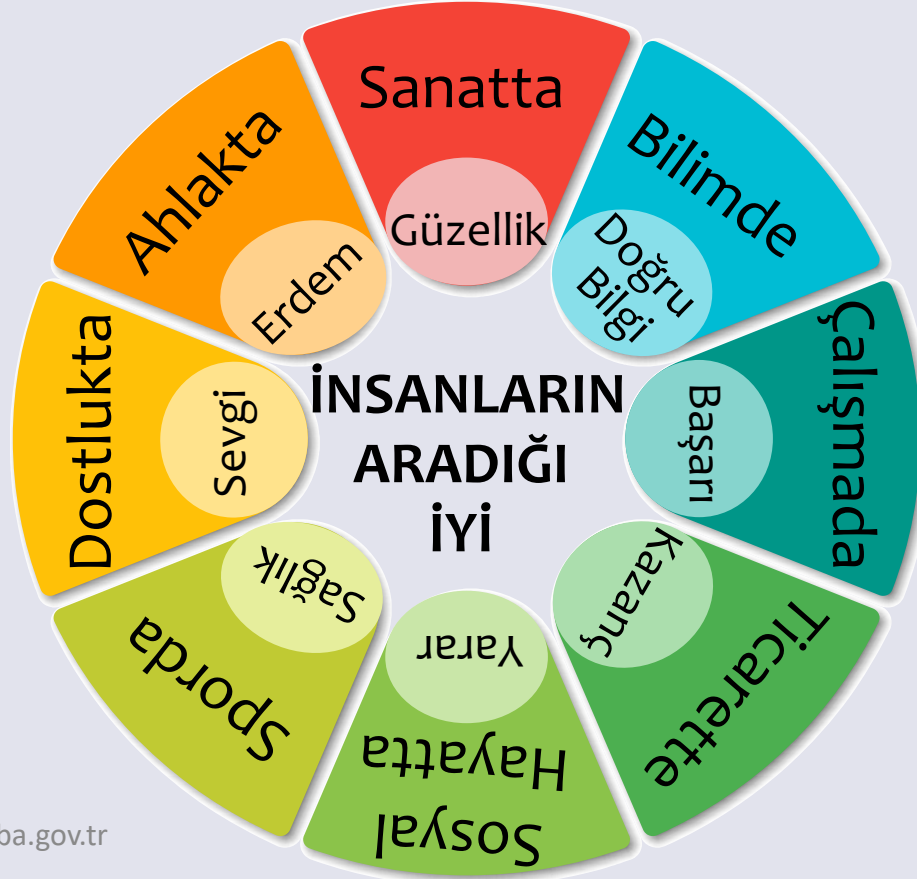 Sanatta
Güzellik
Bilimde
Doğru
Bilgi
Çalışmada
Başarı
Ticarette
Kazanç
Sosyal
Hayatta
Yarar
Sporda
Sağlık
Dostlukta
Sevgi
Ahlakta
Erdem
İNSANLARIN
ARADIĞI
İYİ
ba.gov.tr